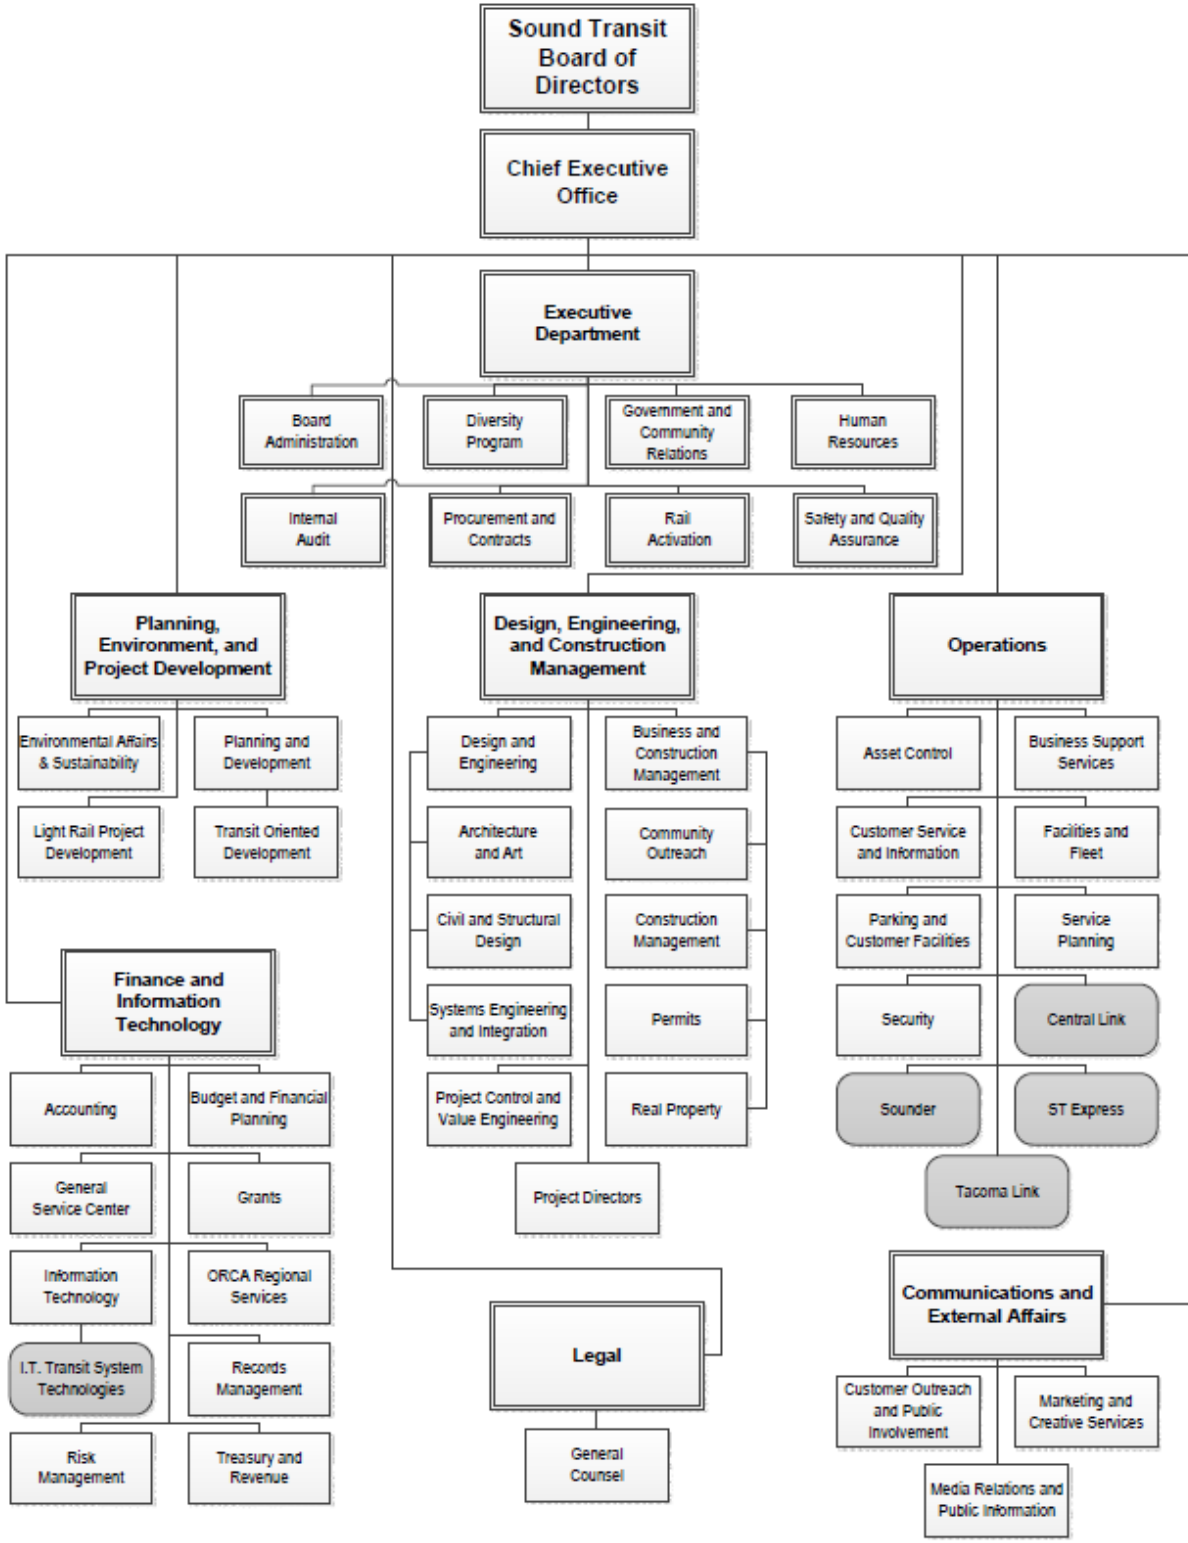 Sound Transit
Board of
Directors
Chief Executive
Office
Executive
Department
Board
Administration
Diversity
Program
Government and
Community
Relations
Human
Resources
Internal
Audit
Procurement and
Contracts
Rail
Activation
Safety and Quality
Assurance
Planning,
Environment, and
Project Development
Environmental Affairs
& Sustainability
Planning and
Development
Light Rail Project
Development
Transit Oriented
Development
Design, Engineering,
and Construction
Management
Design and
Engineering
Business and
Construction
Management
Architecture
and Art
Community
Outreach
Civil and Structural
Design
Construction
Management
Systems Engineering
and Integration
Permits
Project Control and
Value Engineering
Real Property
Project Directors
Operations
Asset Control
Business Support
Services
Customer Service
and Information
Facilities and
Fleet
Parking and
Customer Facilities
Service
Planning
Security
Central Link
Sounder
ST Express
Tacoma Link
Finance and
Information
Technology
Accounting
Budget and Financial
Planning
General
Service Center
Grants
Information
Technology
ORCA Regional
Services
I.T. Transit System
Technologies
Records
Management
Risk
Management
Treasury and
Revenue
Legal
General
Counsel
Communications and
External Affairs
Customer Outreach
and Public
Involvement
Marketing and
Creative Services
Media Relations and
Public Information